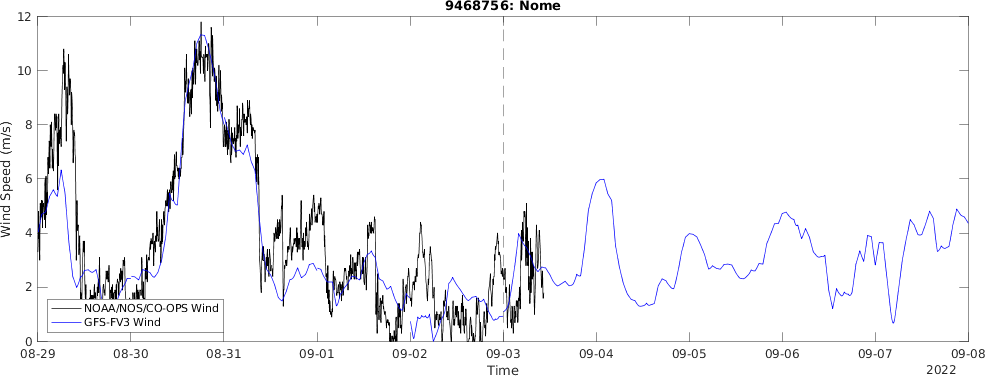 9468756: Nome
Wind Speed (m/s)
12
10
8
6
4
2
0
NOAA/NOS/CO-OPS Wind
GFS-FV3 Wind
08-29 08-30 08-31 09-01 09-02 09-03 09-04 09-05 09-06 09-07 09-08
Time
2022